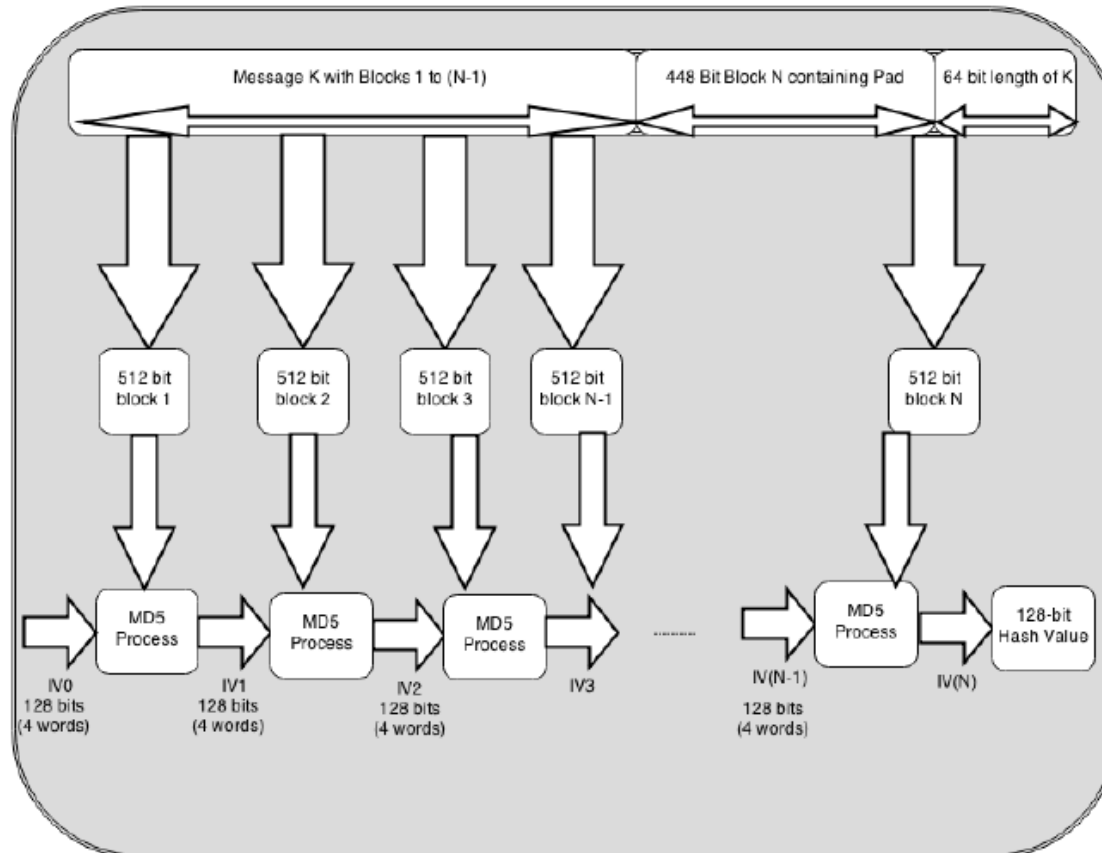 Message K with Blocks 1 to (N-1)
448 Bit Block N containing Pad
64 bit length of K
512 bit
block 1
512 bit
block 2
512 bit
block 3
512 bit
block N-1
512 bit
block N
MD5
Process
MD5
Process
MD5
Process
.........
MD5
Process
128-bit
Hash Value
IV0
128 bits
(4 words)
IV1
128 bits
(4 words)
IV2
128 bits
(4 words)
IV3
IV(N-1)
128 bits
(4 words)
IV(N)